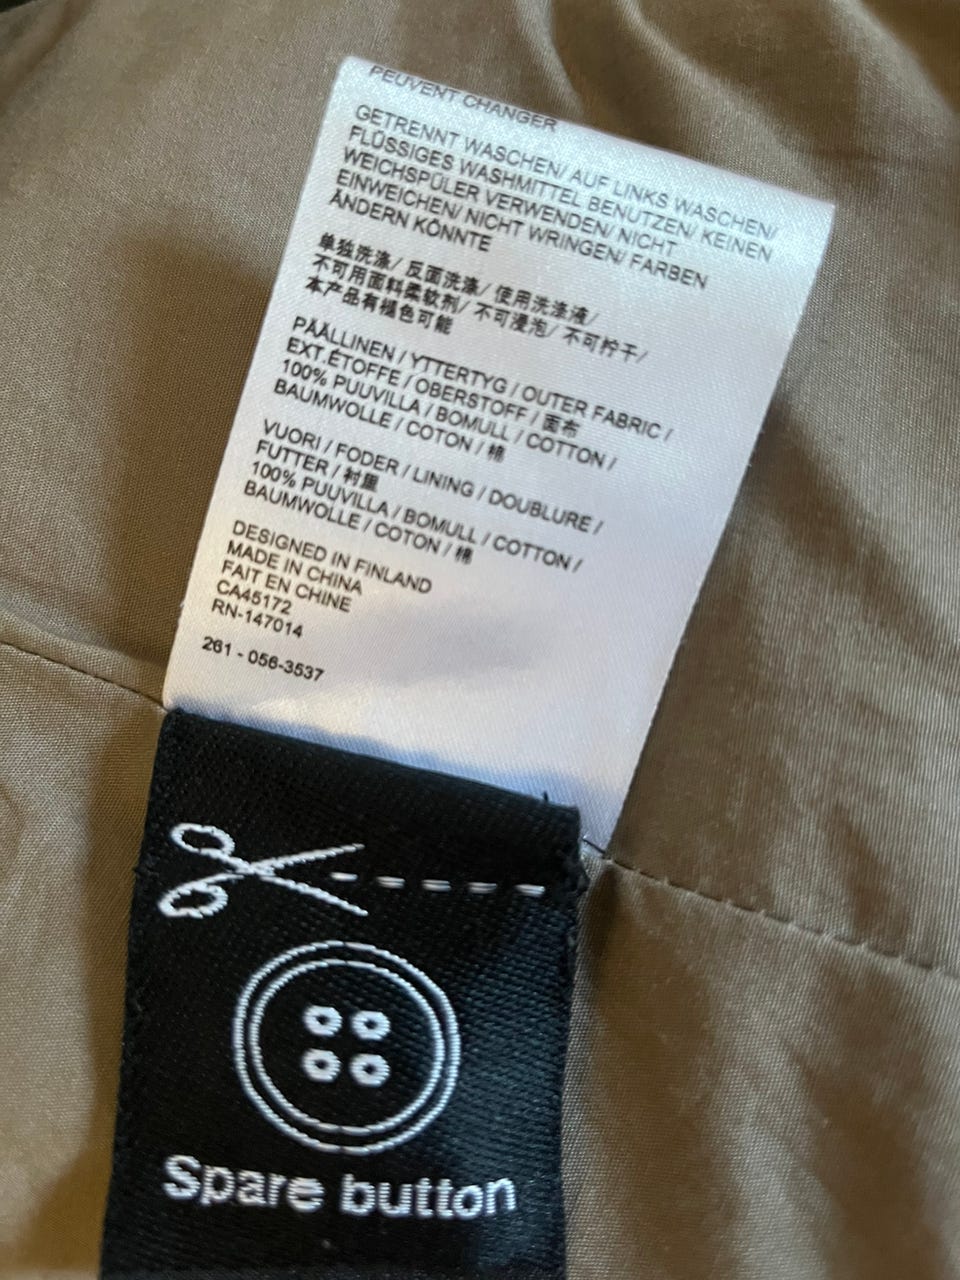 PEUVENT CHANGER
GETRENNT WASCHEN/ AUF LINKS WASCHEN/
FLÜSSIGES WASHMITTEL BENUTZEN/ KEINEN
WEICHSPÜLER VERWENDEN/ NICHT
EINWEICHEN/ NICHT WRINGEN/ FARBEN
ÄNDERN KÖNNTE
单独洗涤/ 反面洗涤/ 使用洗涤液/
不可用面料柔软剂/ 不可浸泡/ 不可拧干/
本产品有褪色可能
PÄÄLLINEN / YTTERTYG / OUTER FABRIC /
EXT.ÉTOFFE / OBERSTOFF / 面布
100% PUUVILLA / BOMULL / COTTON /
BAUMWOLLE / COTON / 棉
VUORI / FODER / LINING / DOUBLURE /
FUTTER / 衬里
100% PUUVILLA / BOMULL / COTTON /
BAUMWOLLE / COTON / 棉
DESIGNED IN FINLAND
MADE IN CHINA
FAIT EN CHINE
CA45172
RN-147014
261 - 056-3537
Spare button